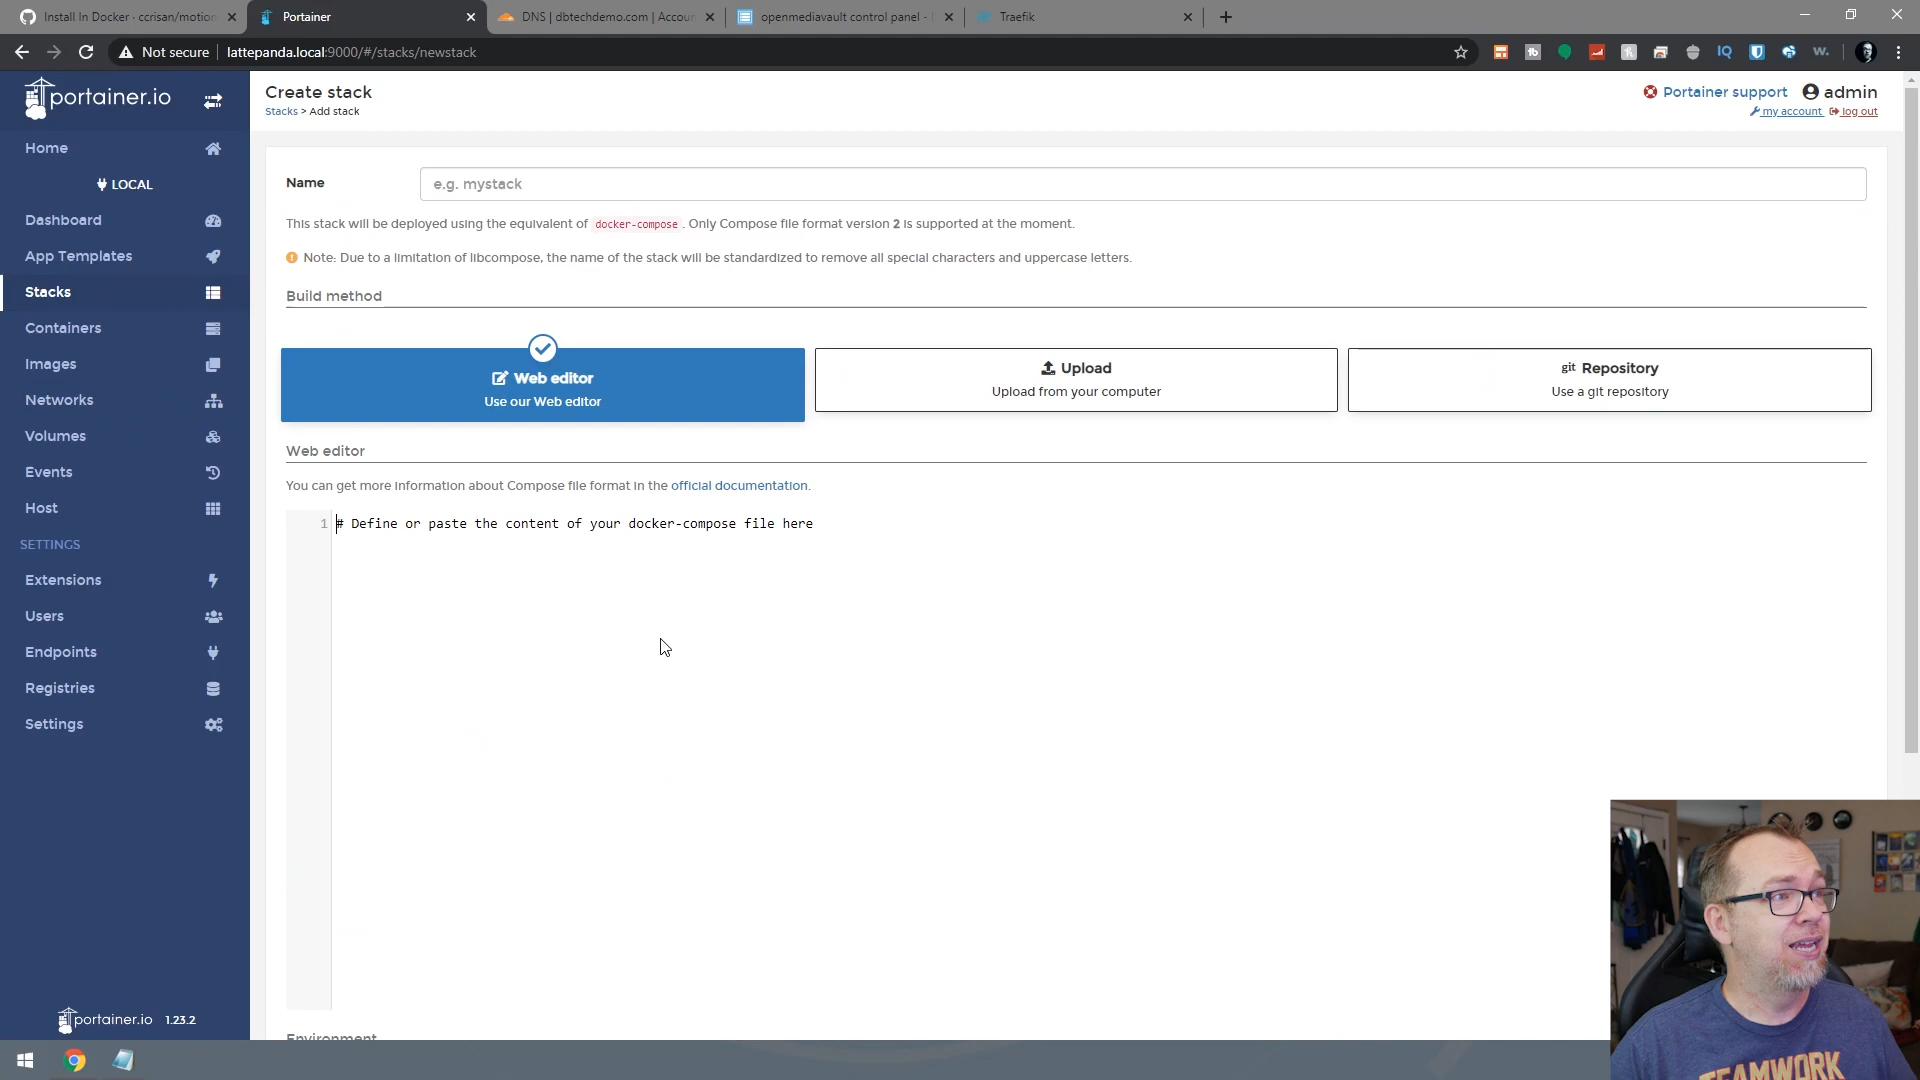 Install In Docker · ccrisan/motion
Portainer
DNS | dbtechdemo.com | Accou
openmediavault control panel -
Traefik
Not secure
lattepanda.local:9000/#/stacks/newstack
portainer.io
Create stack
Stacks > Add stack
Portainer support
admin
my account
log out
Home
LOCAL
Dashboard
App Templates
Stacks
Containers
Images
Networks
Volumes
Events
Host
SETTINGS
Extensions
Users
Endpoints
Registries
Settings
portainer.io 1.23.2
Name
e.g. mystack
This stack will be deployed using the equivalent of docker-compose . Only Compose file format version 2 is supported at the moment.
Note: Due to a limitation of libcompose, the name of the stack will be standardized to remove all special characters and uppercase letters.
Build method
Web editor
Use our Web editor
Upload
Upload from your computer
git Repository
Use a git repository
Web editor
You can get more information about Compose file format in the official documentation.
1 # Define or paste the content of your docker-compose file here
Environment
TEAMWORK